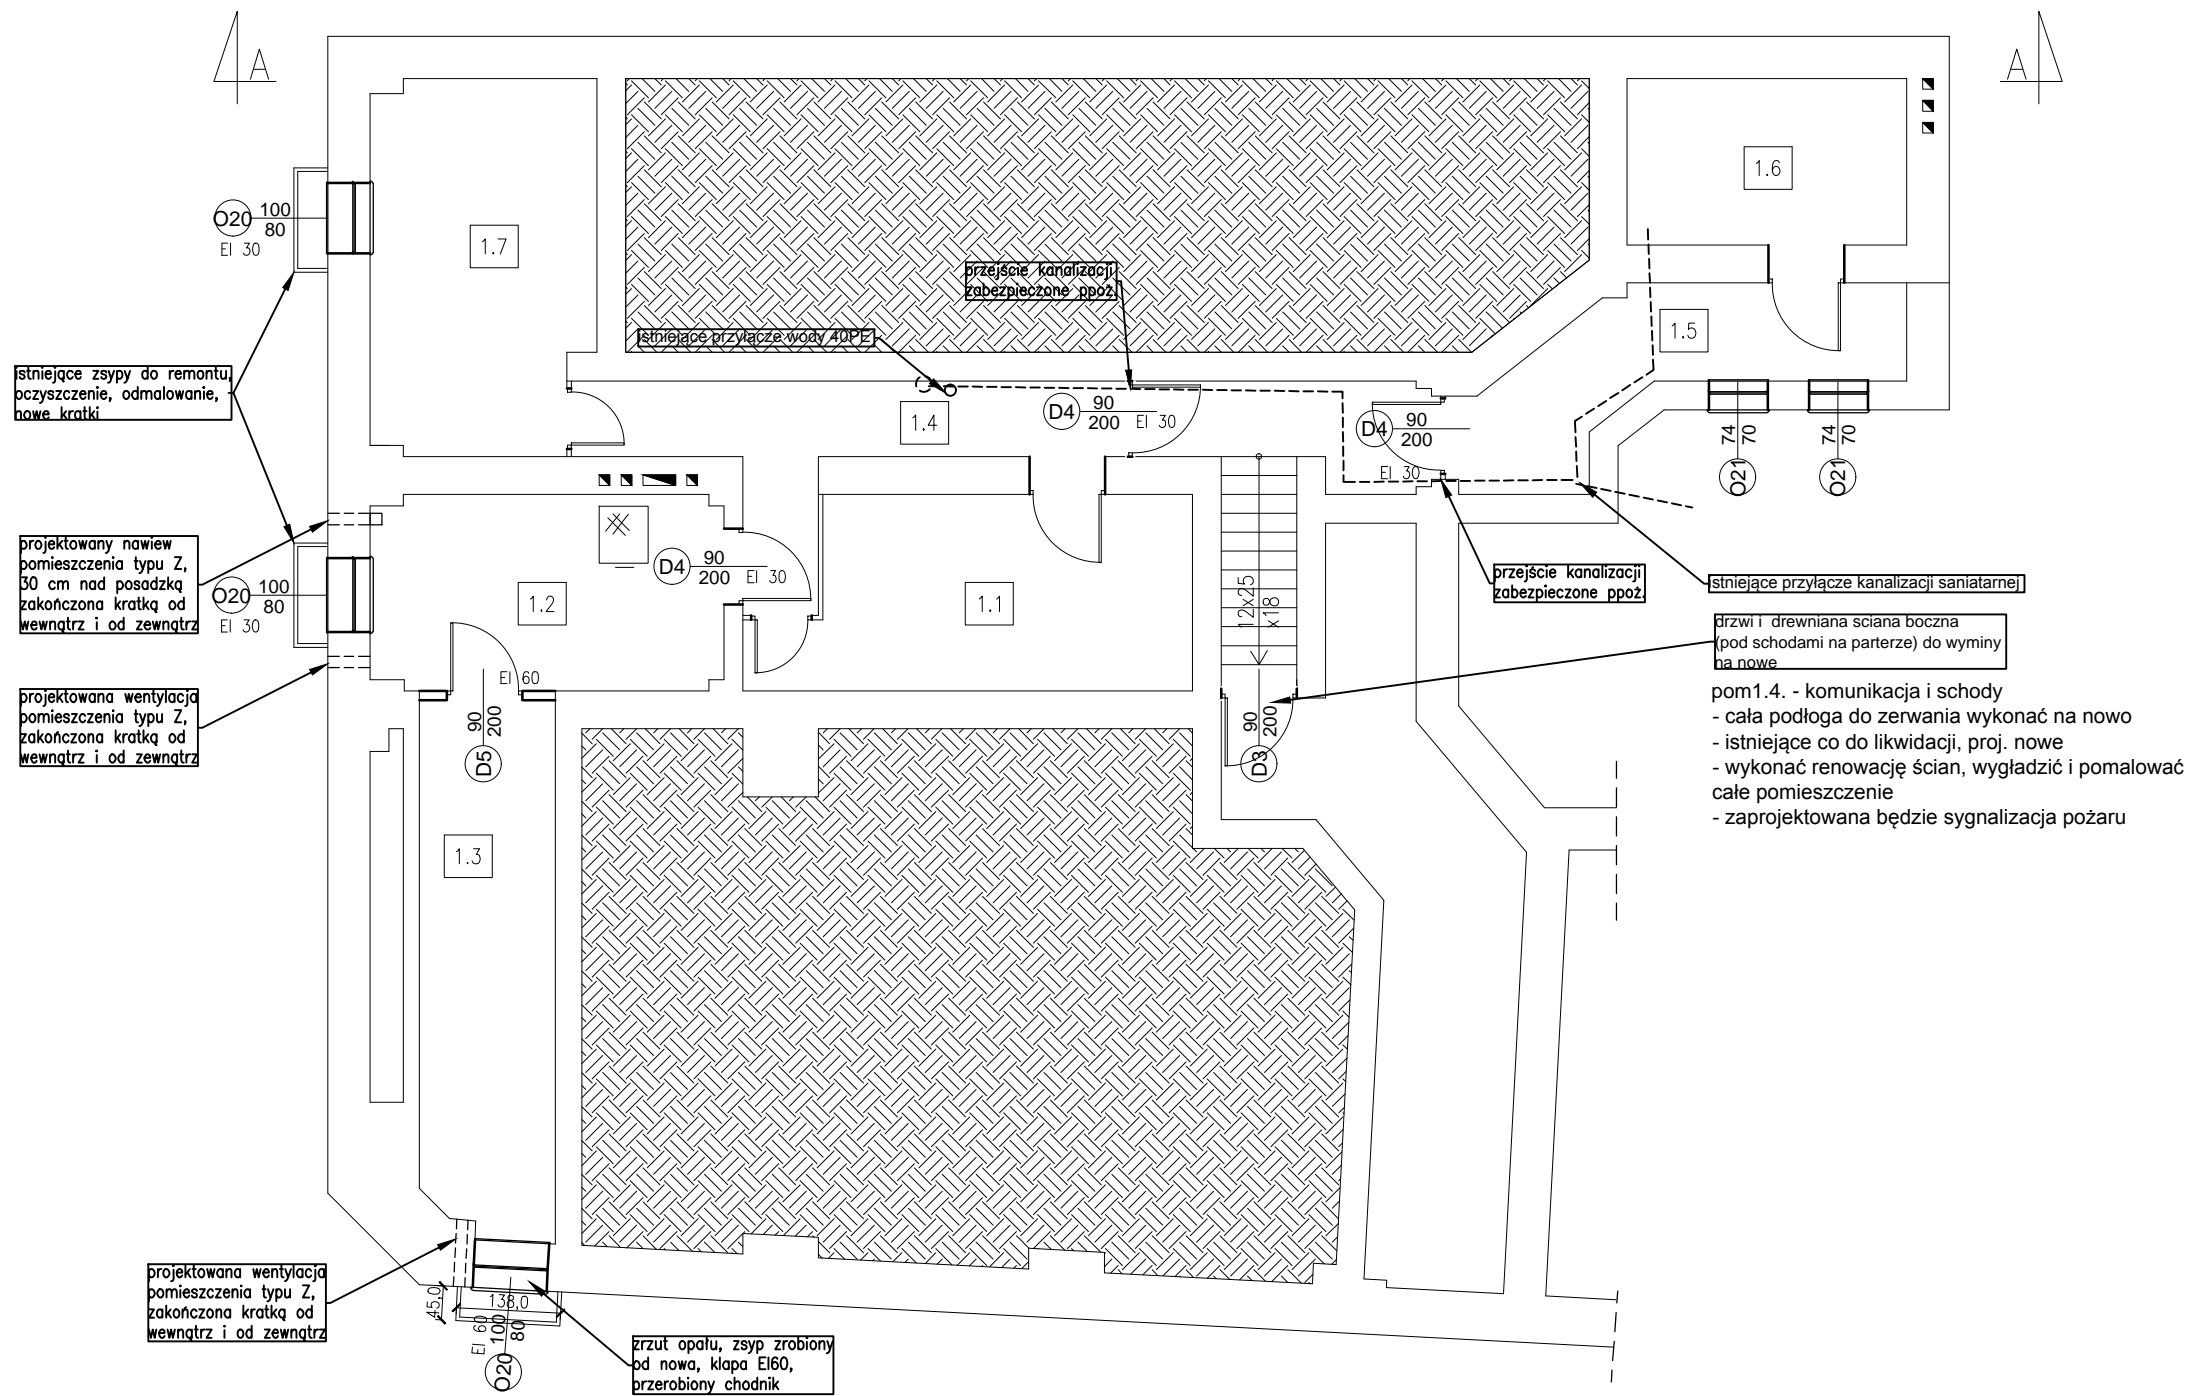 A
A
1.6
O20
100
80
EI 30
1.7
przejście kanalizacji
zabezpieczone ppoż.
istniejące przyłącze wody 40PE
1.5
istniejące zsypy do remontu,
oczyszczenie, odmalowanie,
nowe kratki
1.4
D4
90
200
EI 30
D4
90
200
EI 30
74
70
O21
74
70
O21
projektowany nawiew
pomieszczenia typu Z,
30 cm nad posadzką
zakończona kratką od
wewnątrz i od zewnątrz
O20
100
80
EI 30
1.2
D4
90
200
EI 30
1.1
12x25
x18
przejście kanalizacji
zabezpieczone ppoż.
istniejące przyłącze kanalizacji saniatarnej
drzwi i drewniana sciana boczna
(pod schodami na parterze) do wyminy
na nowe
projektowana wentylacja
pomieszczenia typu Z,
zakończona kratką od
wewnątrz i od zewnątrz
EI 60
90
200
D5
90
200
D3
pom1.4. - komunikacja i schody
- cała podłoga do zerwania wykonać na nowo
- istniejące co do likwidacji, proj. nowe
- wykonać renowację ścian, wygładzić i pomalować
całe pomieszczenie
- zaprojektowana będzie sygnalizacja pożaru
1.3
projektowana wentylacja
pomieszczenia typu Z,
zakończona kratką od
wewnątrz i od zewnątrz
45,0
138,0
EI 60
100
80
O20
zrzut opału, zsyp zrobiony
od nowa, klapa EI60,
przerobiony chodnik